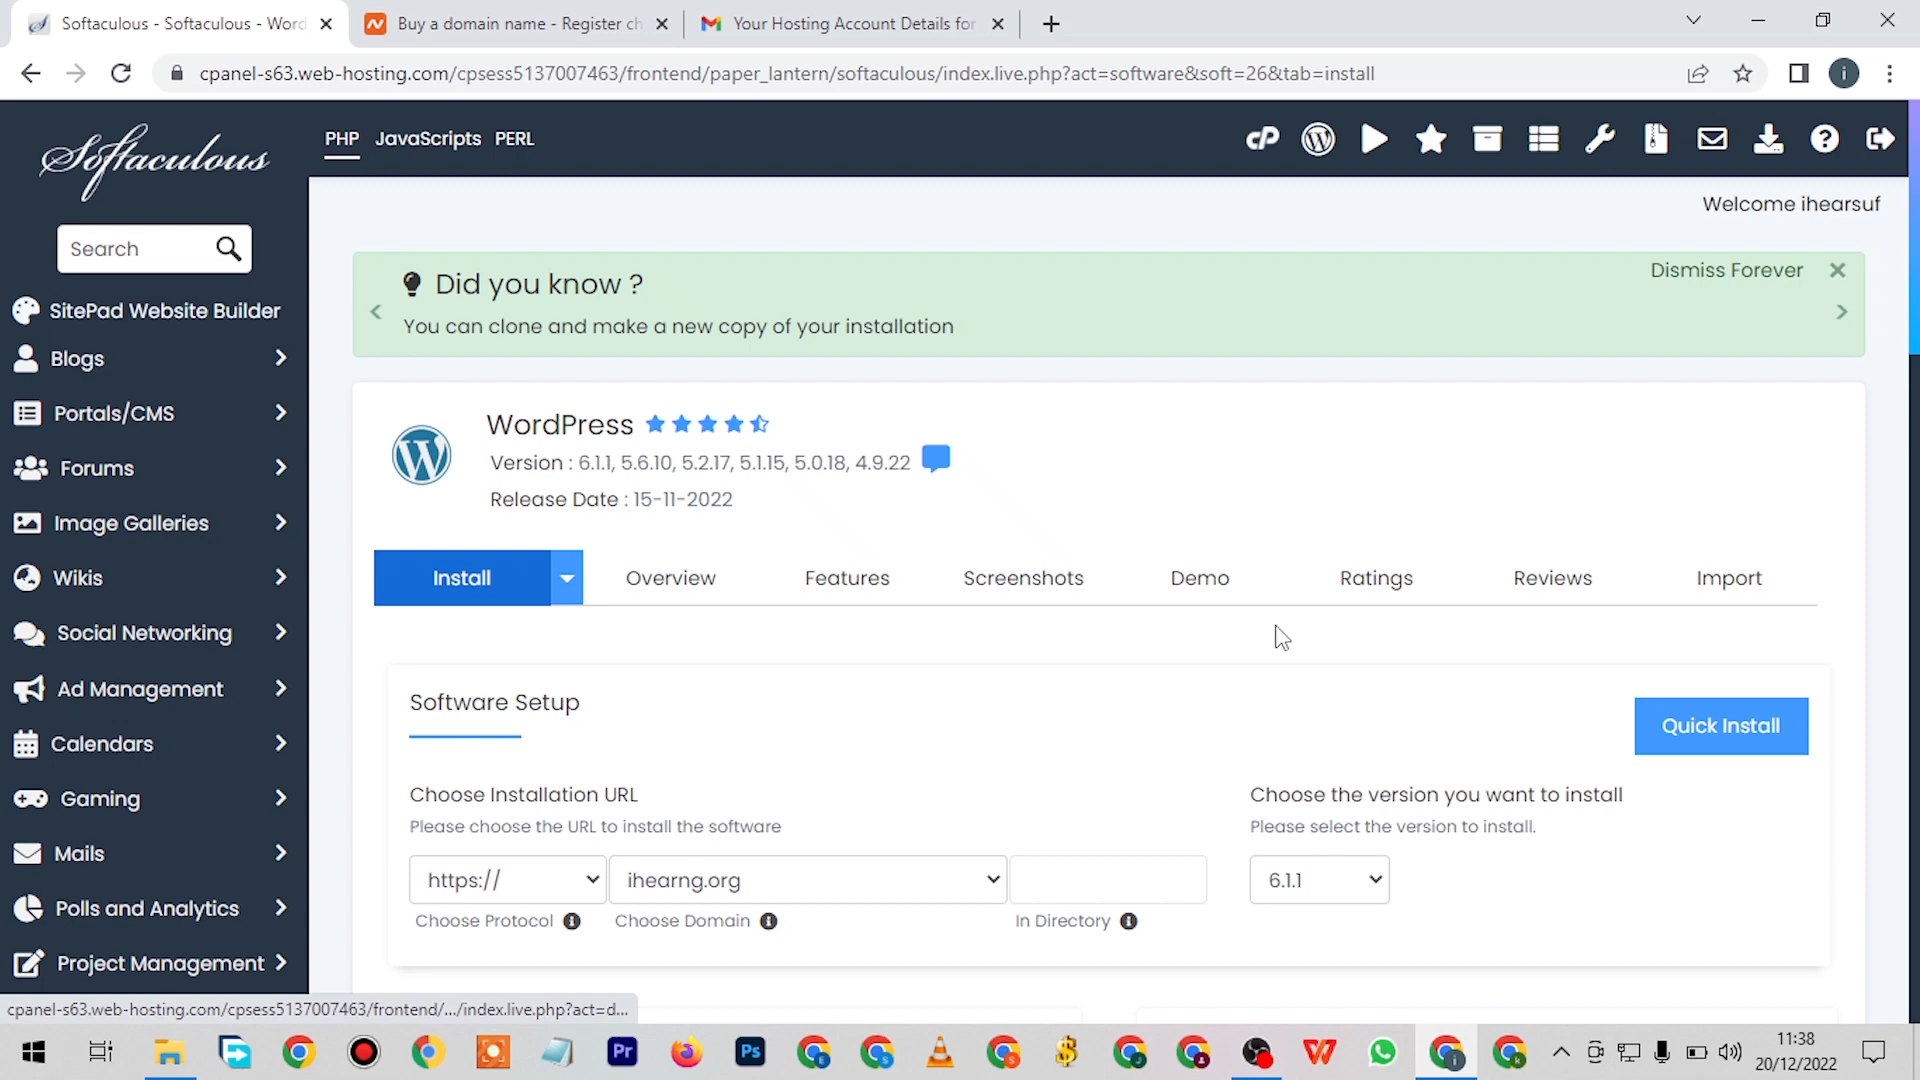 Softaculous - Softaculous - Word
Buy a domain name - Register ch
Your Hosting Account Details for
cpanel-s63.web-hosting.com/cpsess5137007463/frontend/paper_lantern/softaculous/index.live.php?act=software&soft=26&tab=install
i
Softaculous
PHP
JavaScripts
PERL
Welcome ihearsuf
Search
SitePad Website Builder
Blogs
Portals/CMS
Forums
Image Galleries
Wikis
Social Networking
Ad Management
Calendars
Gaming
Mails
Polls and Analytics
Project Management
Did you know ?
Dismiss Forever
You can clone and make a new copy of your installation
WordPress
Version : 6.1.1, 5.6.10, 5.2.17, 5.1.15, 5.0.18, 4.9.22
Release Date : 15-11-2022
Install
Overview
Features
Screenshots
Demo
Ratings
Reviews
Import
Software Setup
Quick Install
Choose Installation URL
Please choose the URL to install the software
https://
ihearng.org
Choose Protocol
Choose Domain
In Directory
Choose the version you want to install
Please select the version to install.
6.1.1
cpanel-s63.web-hosting.com/cpsess5137007463/frontend/.../index.live.php?act=d...
Pr
Ps
11:38
20/12/2022